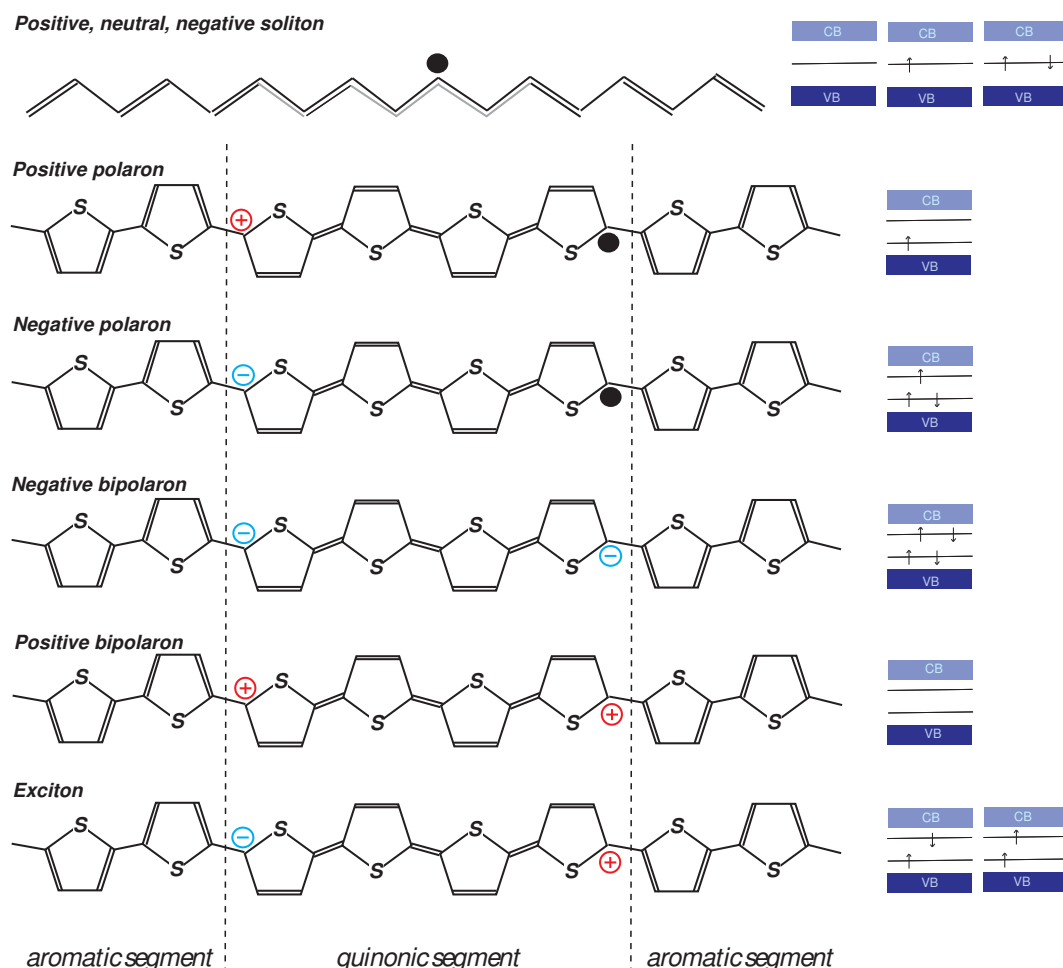 Positive, neutral, negative soliton
CB CB CB
VB VB VB
Positive polaron
S S S S S S S S
+
CB
VB
Negative polaron
S S S S S S S S
−
CB
VB
Negative bipolaron
S S S S S S S S
− −
CB
VB
Positive bipolaron
S S S S S S S S
+ +
CB
VB
Exciton
S S S S S S S S
− +
CB CB
VB VB
aromatic segment quinonic segment aromatic segment